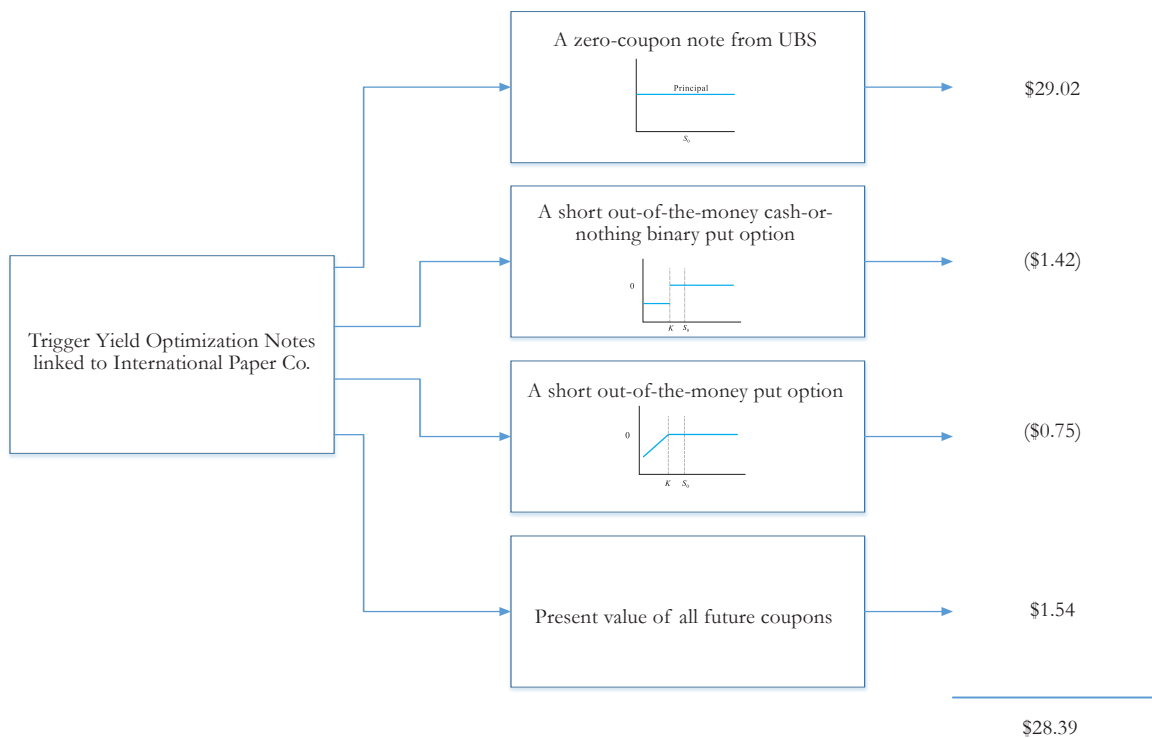 A zero-coupon note from UBS
Principal
S₀
$29.02
A short out-of-the-money cash-or-
nothing binary put option
0
K
S₀
($1.42)
Trigger Yield Optimization Notes
linked to International Paper Co.
A short out-of-the-money put option
0
K
S₀
($0.75)
Present value of all future coupons
$1.54
$28.39